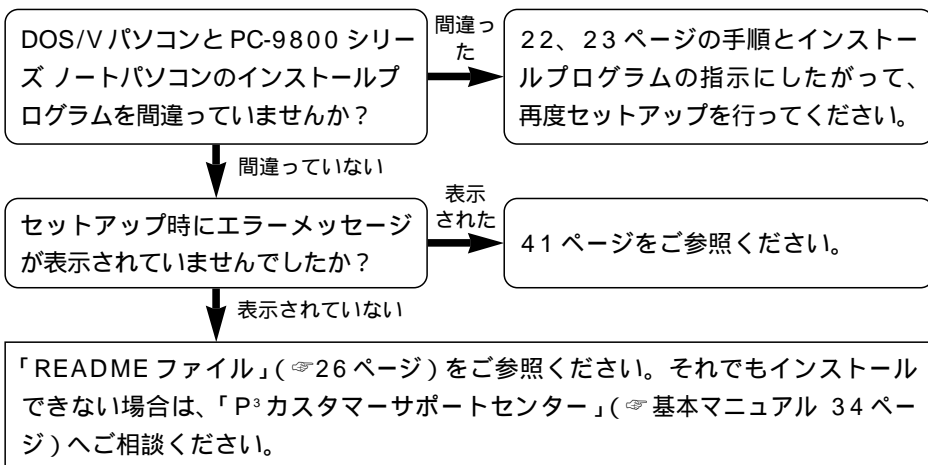 DOS/V パソコンと PC-9800 シリー
ズ ノートパソコンのインストールプ
ログラムを間違っていませんか？
間違っ
た
22、23 ページの手順とインストー
ルプログラムの指示にしたがって、
再度セットアップを行ってください。
間違っていない
セットアップ時にエラーメッセージ
が表示されていませんでしたか？
表示
された
41 ページをご参照ください。
表示されていない
「README ファイル」（☞26 ページ）をご参照ください。それでもインストール
できない場合は、「P³ カスタマーサポートセンター」（☞ 基本マニュアル 34 ペー
ジ）へご相談ください。